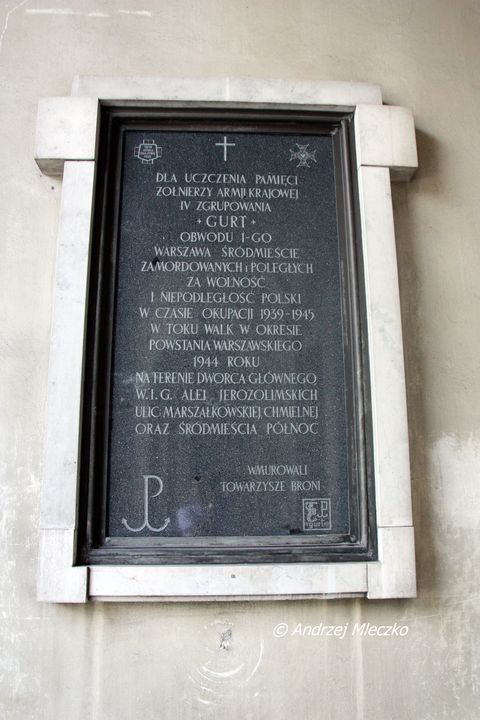 DLA UCZCZENIA PAMIĘCI
ŻOŁNIERZY ARMII KRAJOWEJ
IV ZGRUPOWANIA
+ GURT +
OBWODU I-GO
WARSZAWA ŚRÓDMIEŚCIE
ZAMORDOWANYCH i POLEGŁYCH
ZA WOLNOŚĆ
I NIEPODLEGŁOŚĆ POLSKI
W CZASIE OKUPACJI 1939-1945
W TOKU WALK W OKRESIE
POWSTANIA WARSZAWSKIEGO
1944 ROKU
NA TERENIE DWORCA GŁÓWNEGO
W.I.G. ALEI JEROZOLIMSKICH
ULIC: MARSZAŁKOWSKIEJ, CHMIELNEJ
ORAZ ŚRÓDMIEŚCIA PÓŁNOC
WMUROWALI
TOWARZYSZE BRONI
gurt
© Andrzej Mleczko